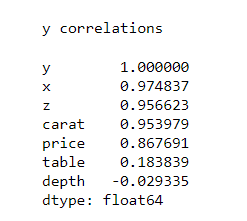 y correlations
y 1.000000
x 0.974837
z 0.956623
carat 0.953979
price 0.867691
table 0.183839
depth -0.029335
dtype: float64